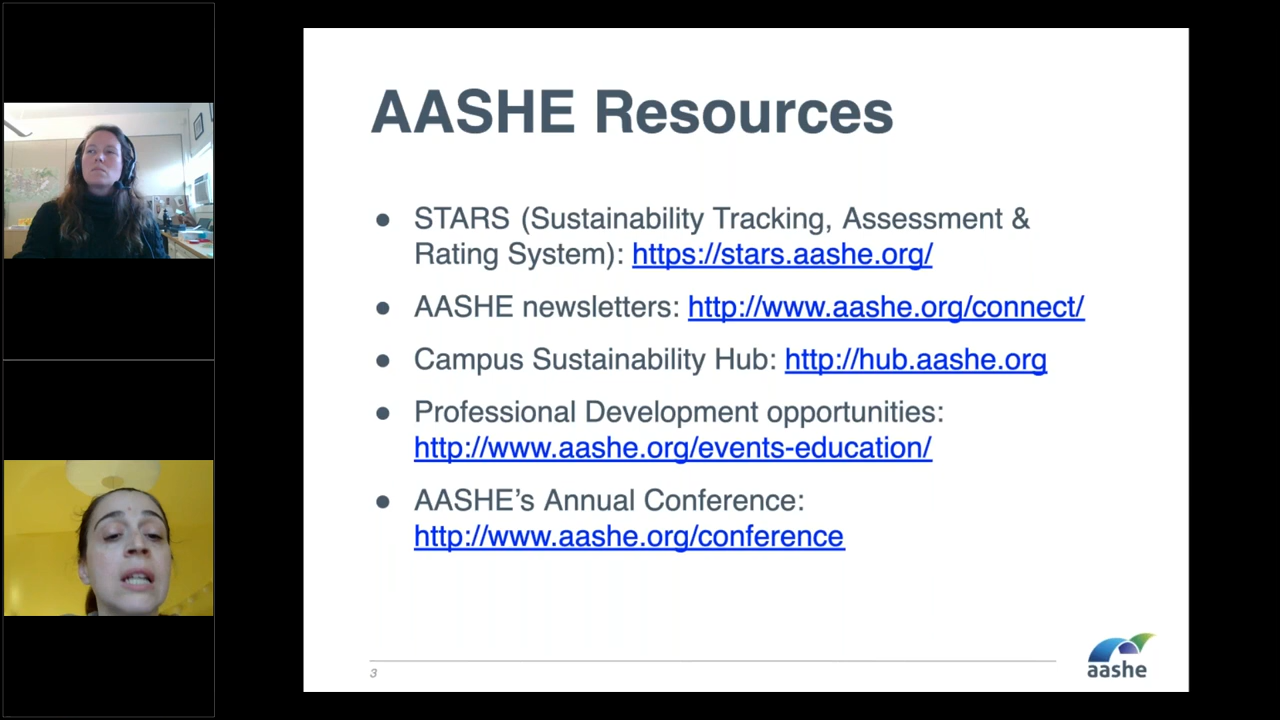 AASHE Resources
● STARS (Sustainability Tracking, Assessment &
Rating System): https://stars.aashe.org/
● AASHE newsletters: http://www.aashe.org/connect/
● Campus Sustainability Hub: http://hub.aashe.org
● Professional Development opportunities:
http://www.aashe.org/events-education/
● AASHE’s Annual Conference:
http://www.aashe.org/conference
3
aashe